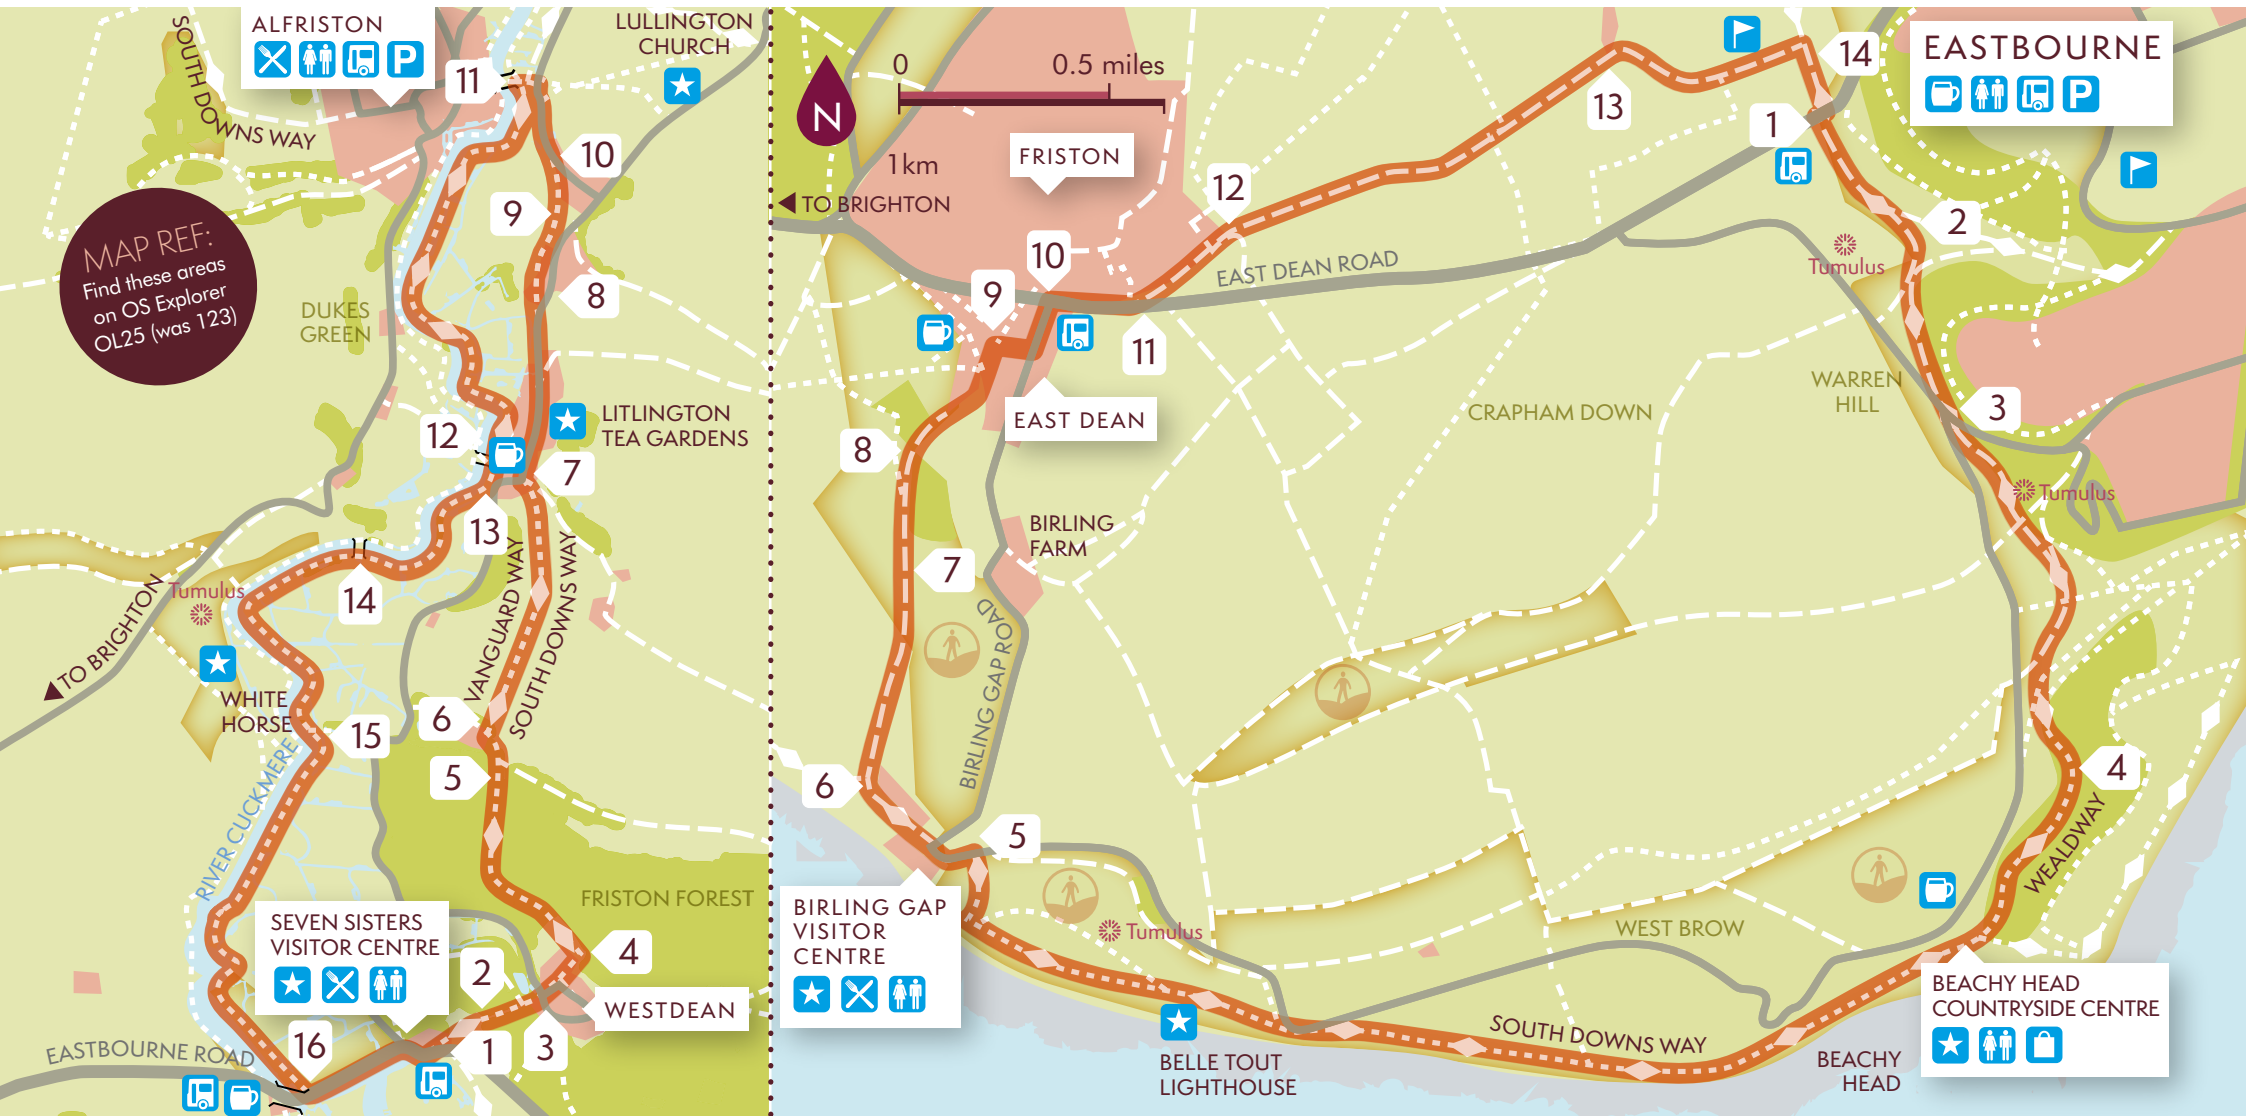 ALFRISTON
P
SOUTH DOWNS WAY
LULLINGTON
CHURCH
11
10
9
8
MAP REF:
Find these areas
on OS Explorer
OL25 (was 123)
DUKES
GREEN
12
LITLINGTON
TEA GARDENS
7
13
14
Tumulus
TO BRIGHTON
VANGUARD WAY
SOUTH DOWNS WAY
WHITE
HORSE
15
6
5
RIVER CUCKMERE
FRISTON FOREST
SEVEN SISTERS
VISITOR CENTRE
2
4
WESTDEAN
16
1
3
EASTBOURNE ROAD
N
0
0.5 miles
1km
FRISTON
TO BRIGHTON
12
13
14
EASTBOURNE
P
1
2
Tumulus
10
9
EAST DEAN ROAD
11
EAST DEAN
8
CRAPHAM DOWN
WARREN
HILL
3
Tumulus
BIRLING
FARM
7
BIRLING GAP ROAD
6
5
4
WEALDWAY
BIRLING GAP
VISITOR
CENTRE
Tumulus
WEST BROW
BELLE TOUT
LIGHTHOUSE
SOUTH DOWNS WAY
BEACHY
HEAD
BEACHY HEAD
COUNTRYSIDE CENTRE